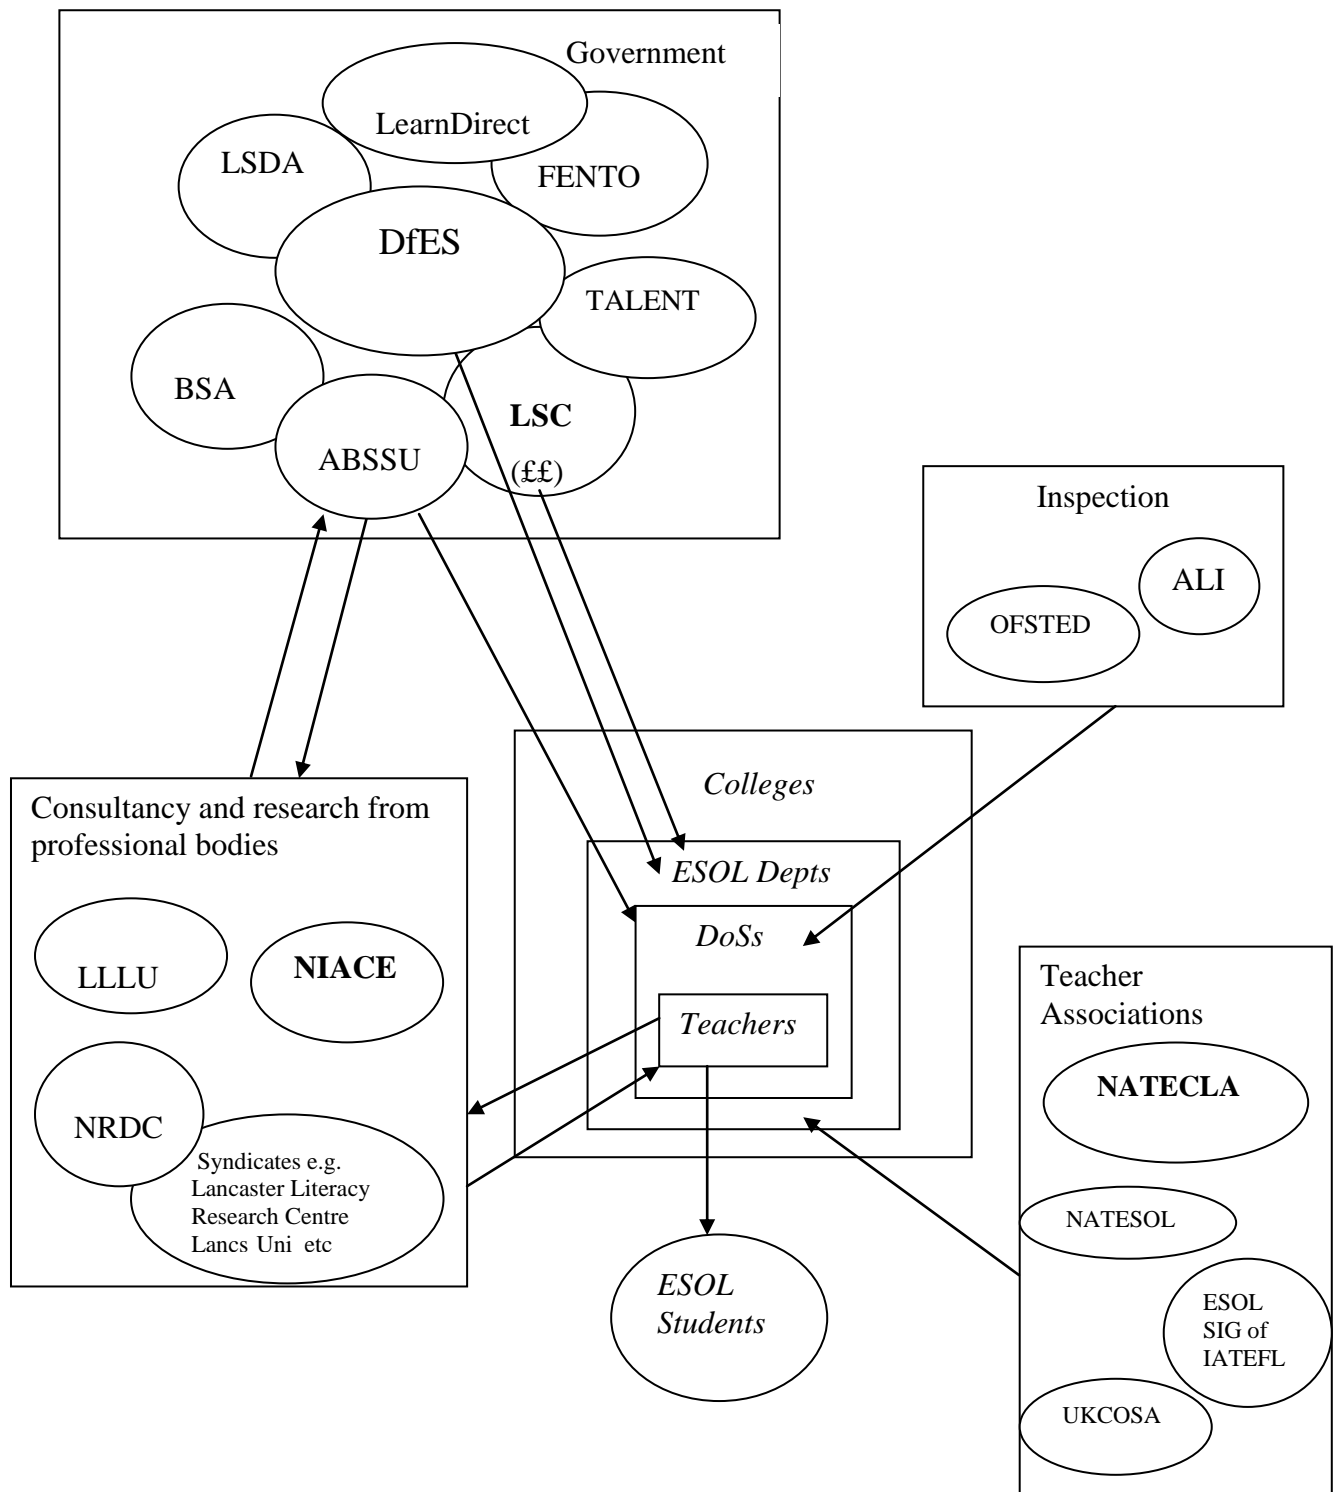 Government
LearnDirect
LSDA
FENTO
DfES
TALENT
BSA
LSC
(££)
ABSSU
Inspection
ALI
OFSTED
Colleges
Consultancy and research from
professional bodies
ESOL Depts
DoSs
LLLU
NIACE
Teachers
Teacher
Associations
NATECLA
NRDC
Syndicates e.g.
Lancaster Literacy
Research Centre
Lancs Uni etc
NATESOL
ESOL
Students
ESOL
SIG of
IATEFL
UKCOSA